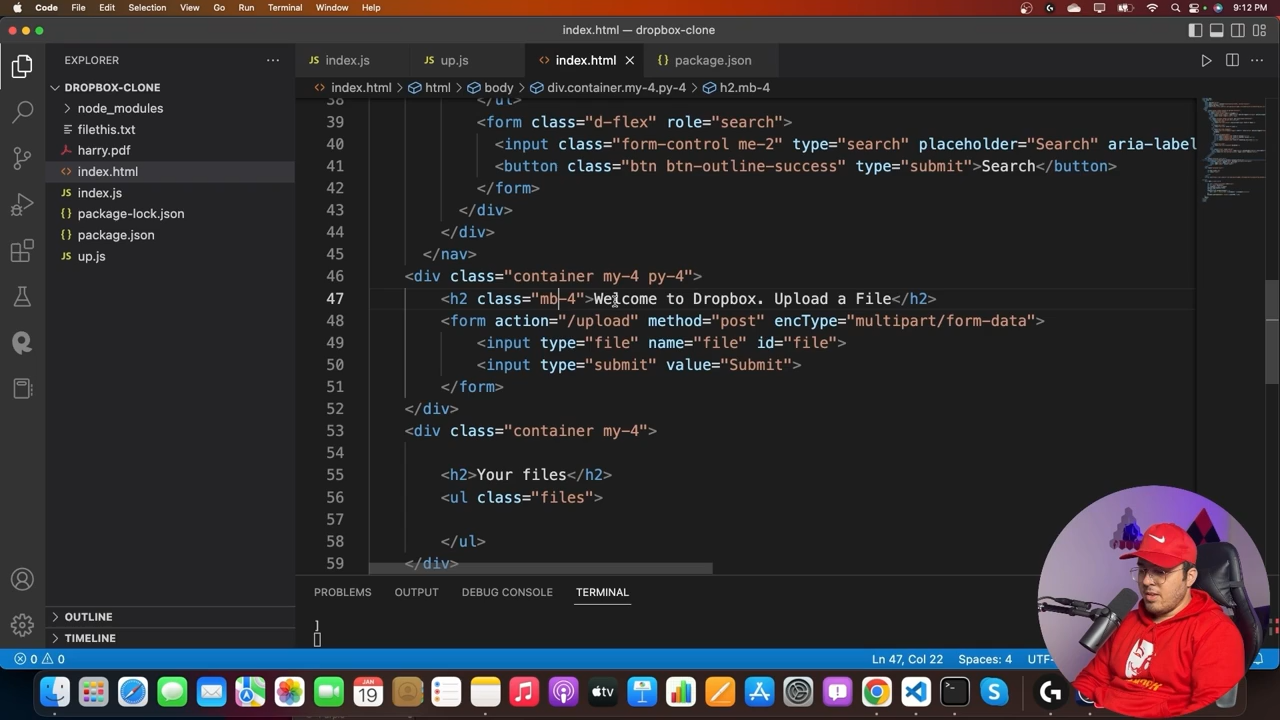 Code File Edit Selection View Go Run Terminal Window Help 9:12 PM
index.html — dropbox-clone
EXPLORER
index.js
up.js
index.html
package.json
DROPBOX-CLONE
node_modules
filethis.txt
harry.pdf
index.html
index.js
package-lock.json
package.json
up.js
OUTLINE
TIMELINE
index.html > html > body > div.container.my-4.py-4 > h2.mb-4
38 </ul>
39 <form class="d-flex" role="search">
40 <input class="form-control me-2" type="search" placeholder="Search" aria-label
41 <button class="btn btn-outline-success" type="submit">Search</button>
42 </form>
43 </div>
44 </div>
45 </nav>
46 <div class="container my-4 py-4">
47 <h2 class="mb-4">Welcome to Dropbox. Upload a File</h2>
48 <form action="/upload" method="post" encType="multipart/form-data">
49 <input type="file" name="file" id="file">
50 <input type="submit" value="Submit">
51 </form>
52 </div>
53 <div class="container my-4">
54
55 <h2>Your files</h2>
56 <ul class="files">
57
58 </ul>
59 </div>
PROBLEMS OUTPUT DEBUG CONSOLE TERMINAL
]
0 0 Ln 47, Col 22 Spaces: 4 UTF-
JAN
19
tv